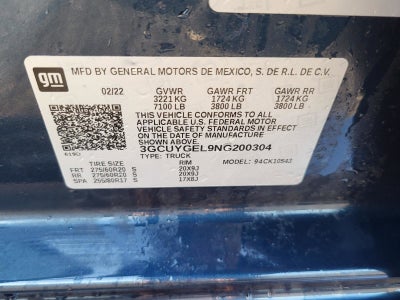 gm
MFD BY GENERAL MOTORS DE MEXICO, S. DE R.L. DE C.V.
02/22 GVWR GAWR FRT GAWR RR
3221 KG 1724 KG 1724 KG
7100 LB 3800 LB 3800 LB
THIS VEHICLE CONFORMS TO ALL
APPLICABLE U.S. FEDERAL MOTOR
VEHICLE SAFETY STANDARDS IN EFFECT
ON THE DATE OF MANUFACTURE
SHOWN ABOVE.
3GCUYGEL9NG200304
TYPE: TRUCK MODEL: 94CK10543
TIRE SIZE RIM
FRT 275/60R20 S 20X9J
RR 275/60R20 S 20X9J
SPA 255/80R17 S 17X8J